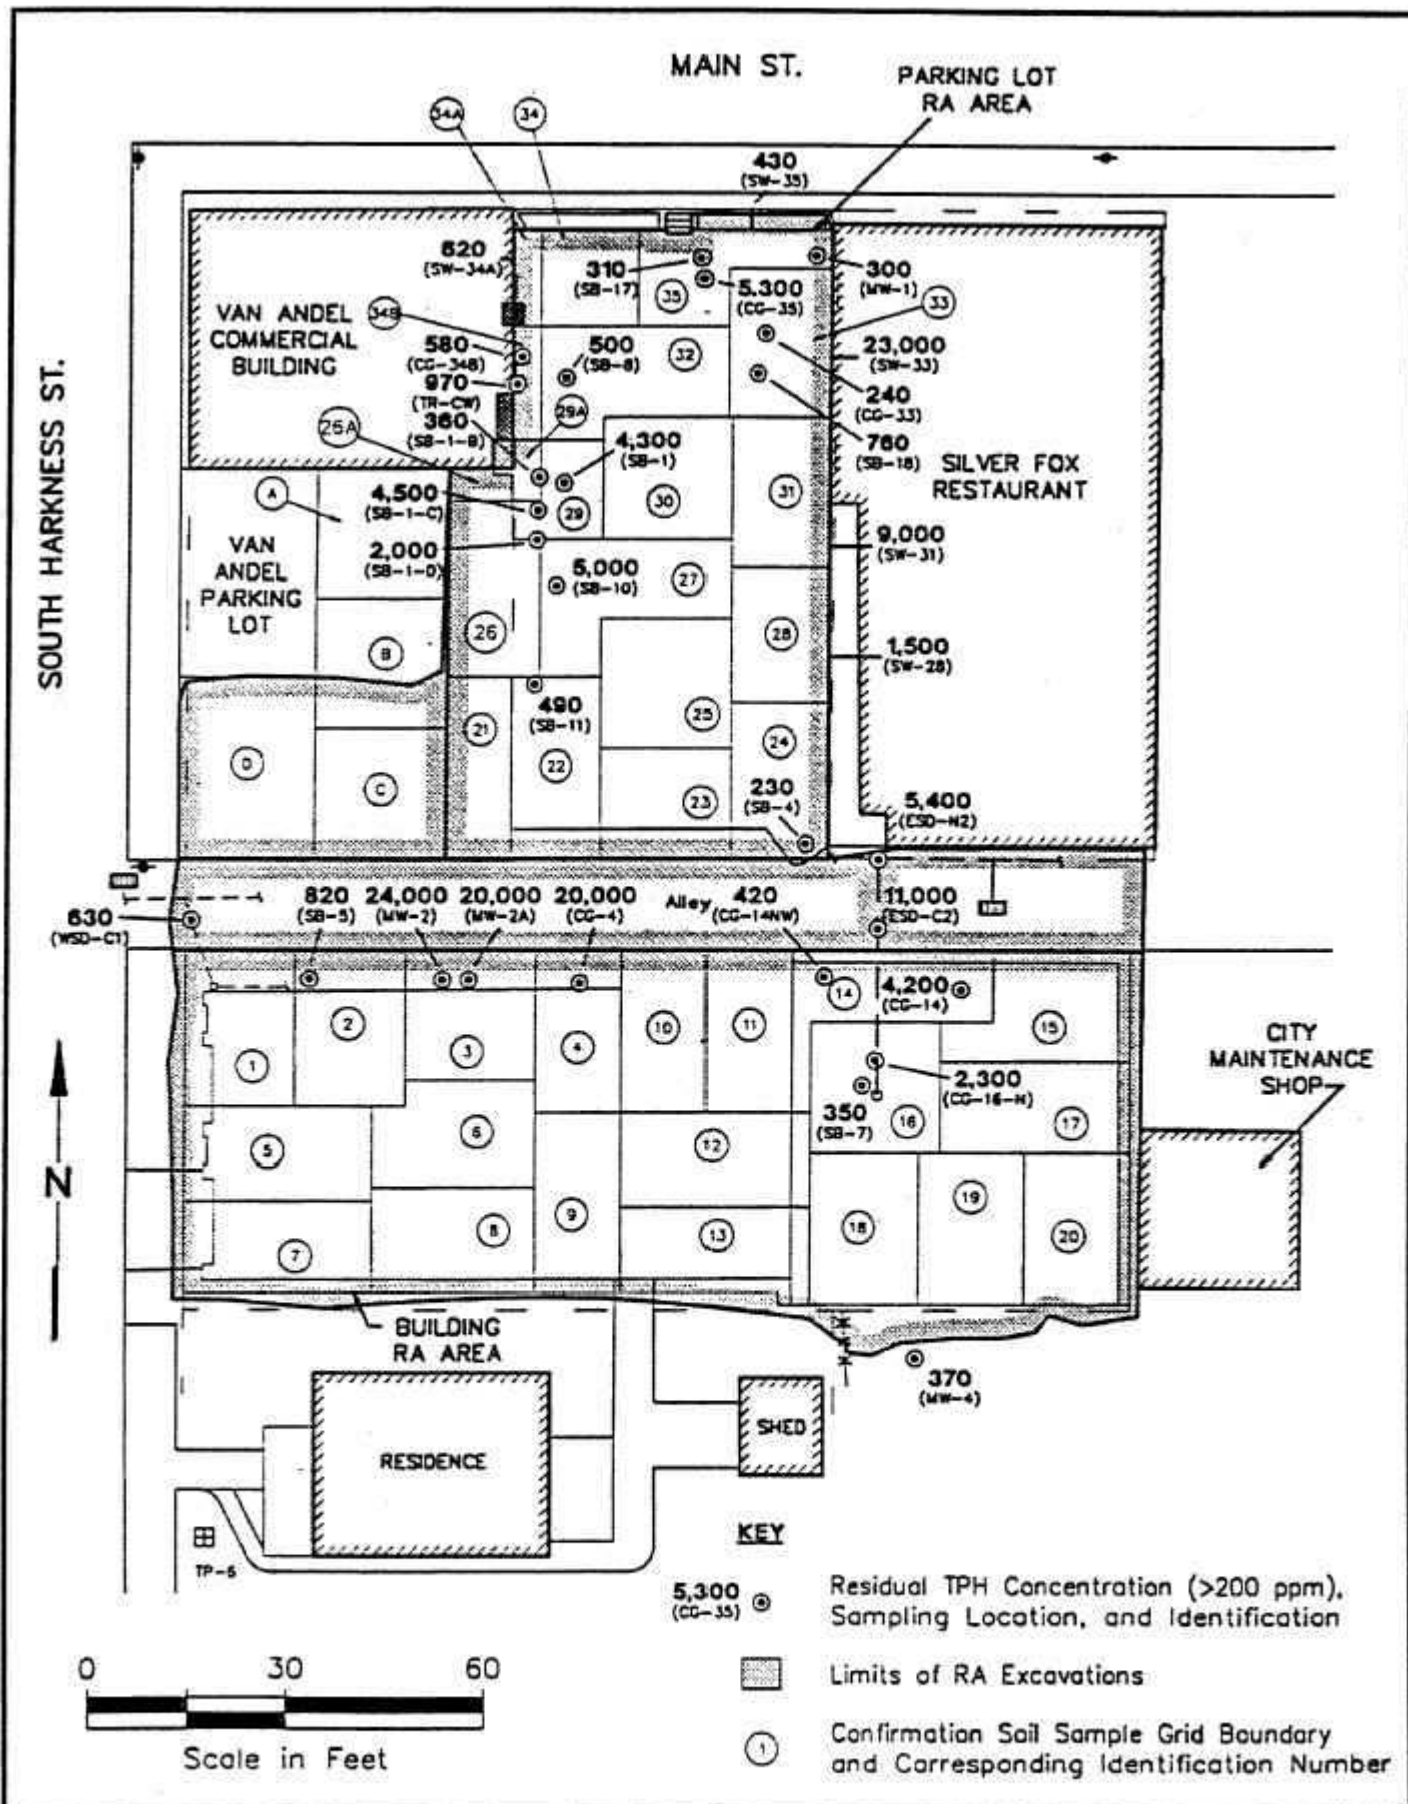 MAIN ST.
PARKING LOT
RA AREA
34A
34
430
(SW-35)
620
(SW-34A)
310
(SB-17)
35
5,300
(CG-35)
300
(MW-1)
33
VAN ANDEL
COMMERCIAL
BUILDING
34B
580
(CG-34B)
500
(SB-8)
32
23,000
(SW-33)
970
(TR-CW)
240
(CG-33)
360
(SB-1-B)
29A
26A
4,300
(SB-1)
760
(SB-18)
SILVER FOX
RESTAURANT
SOUTH HARKNESS ST.
A
4,500
(SB-1-C)
29
30
31
VAN
ANDEL
PARKING
LOT
2,000
(SB-1-D)
9,000
(SW-31)
5,000
(SB-10)
27
26
28
B
1,500
(SW-28)
490
(SB-11)
21
25
24
22
D
C
23
230
(SB-4)
5,400
(ESD-N2)
630
(WSD-C1)
820
(SB-5)
24,000
(MW-2)
20,000
(MW-2A)
20,000
(CG-4)
Alley
420
(CG-14NW)
11,000
(ESD-C2)
14
4,200
(CG-14)
1
2
3
4
10
11
15
CITY
MAINTENANCE
SHOP
2,300
(CG-16-N)
350
(SB-7)
16
17
5
6
12
N
7
8
9
13
18
19
20
BUILDING
RA AREA
370
(MW-4)
RESIDENCE
SHED
TP-5
KEY
5,300
(CG-35)
Residual TPH Concentration (>200 ppm),
Sampling Location, and Identification
Limits of RA Excavations
1
Confirmation Soil Sample Grid Boundary
and Corresponding Identification Number
0 30 60
Scale in Feet